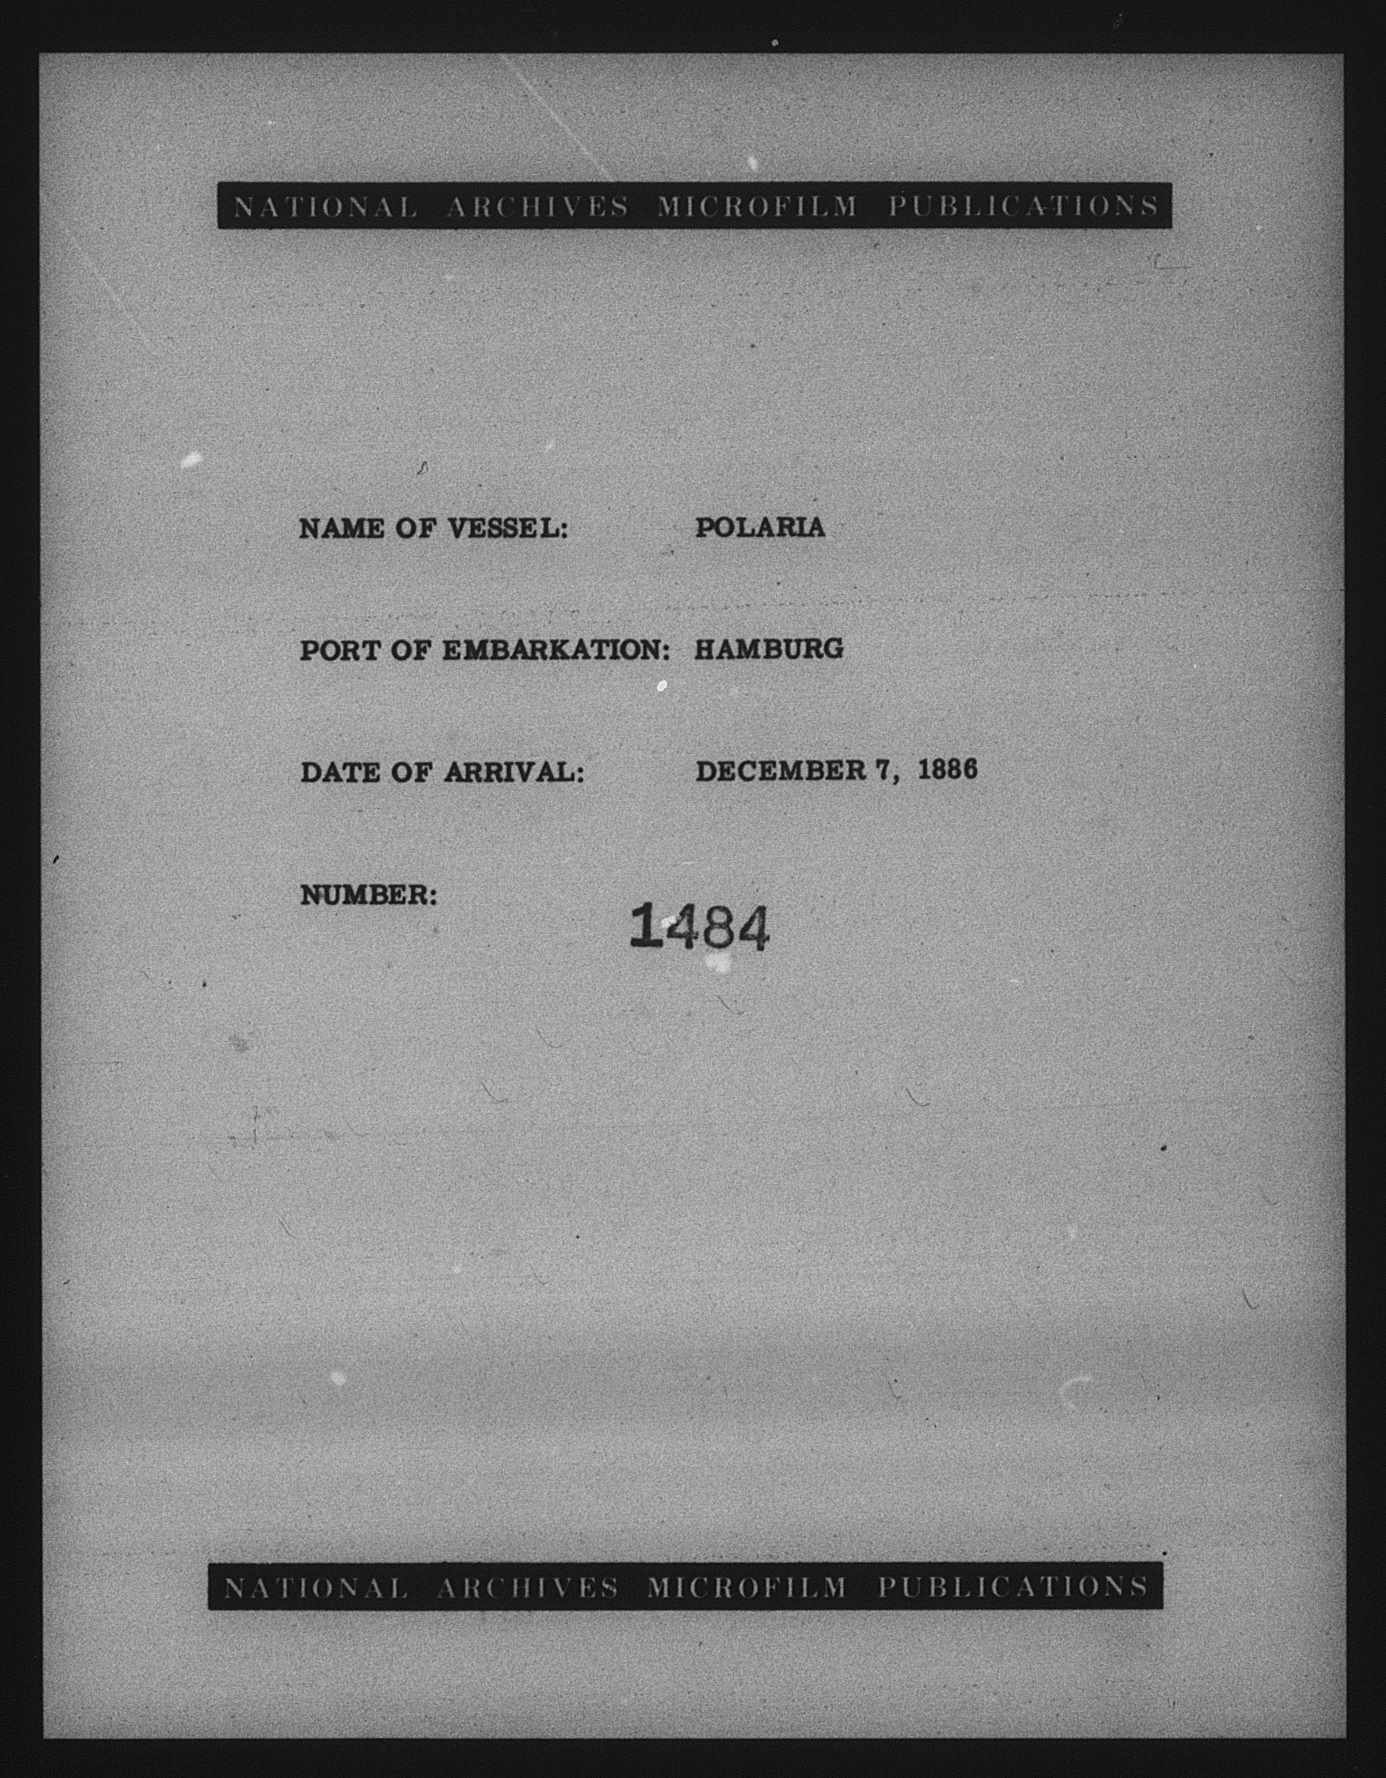 NATIONAL ARCHIVES MICROFILM PUBLICATIONS
NAME OF VESSEL: POLARIA
PORT OF EMBARKATION: HAMBURG
DATE OF ARRIVAL: DECEMBER 7, 1886
NUMBER:
1484
NATIONAL ARCHIVES MICROFILM PUBLICATIONS